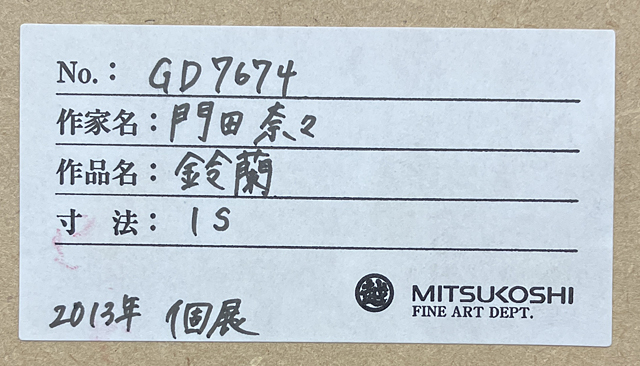 No.: GD7674
作家名: 門田奈々
作品名: 鈴蘭
寸 法: 1S
越 MITSUKOSHI
FINE ART DEPT.
2013年 個展